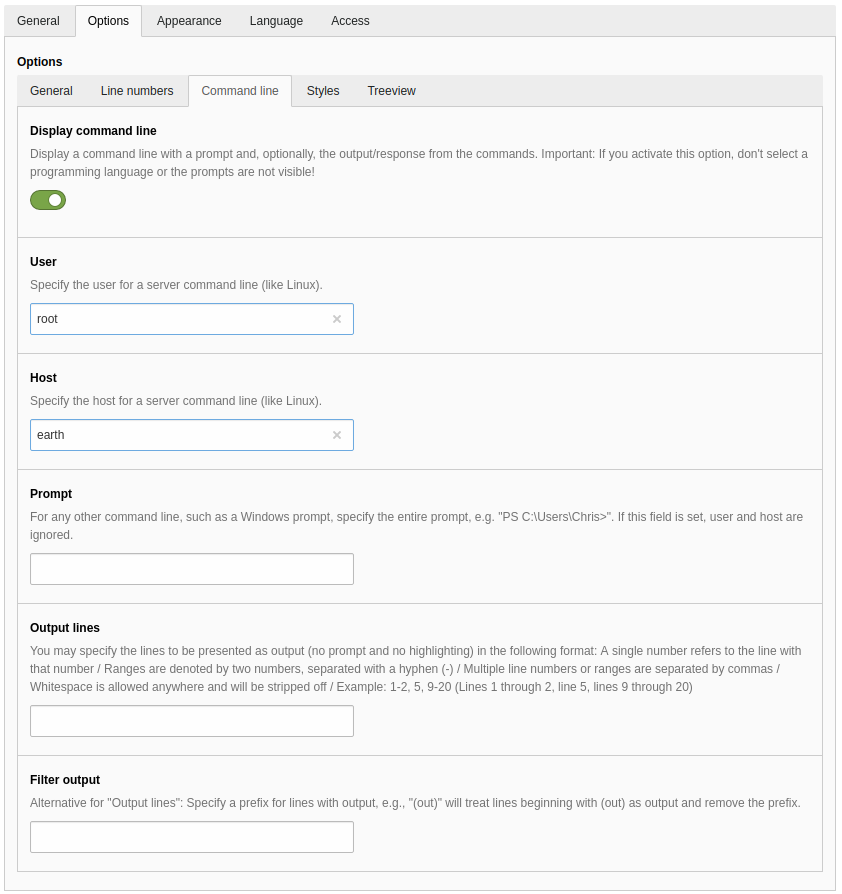 General Options Appearance Language Access
Options
General Line numbers Command line Styles Treeview
Display command line
Display a command line with a prompt and, optionally, the output/response from the commands. Important: If you activate this option, don't select a
programming language or the prompts are not visible!
User
Specify the user for a server command line (like Linux).
root
Host
Specify the host for a server command line (like Linux).
earth
Prompt
For any other command line, such as a Windows prompt, specify the entire prompt, e.g. "PS C:\Users\Chris>". If this field is set, user and host are
ignored.
Output lines
You may specify the lines to be presented as output (no prompt and no highlighting) in the following format: A single number refers to the line with
that number / Ranges are denoted by two numbers, separated with a hyphen (-) / Multiple line numbers or ranges are separated by commas /
Whitespace is allowed anywhere and will be stripped off / Example: 1-2, 5, 9-20 (Lines 1 through 2, line 5, lines 9 through 20)
Filter output
Alternative for "Output lines": Specify a prefix for lines with output, e.g., "(out)" will treat lines beginning with (out) as output and remove the prefix.